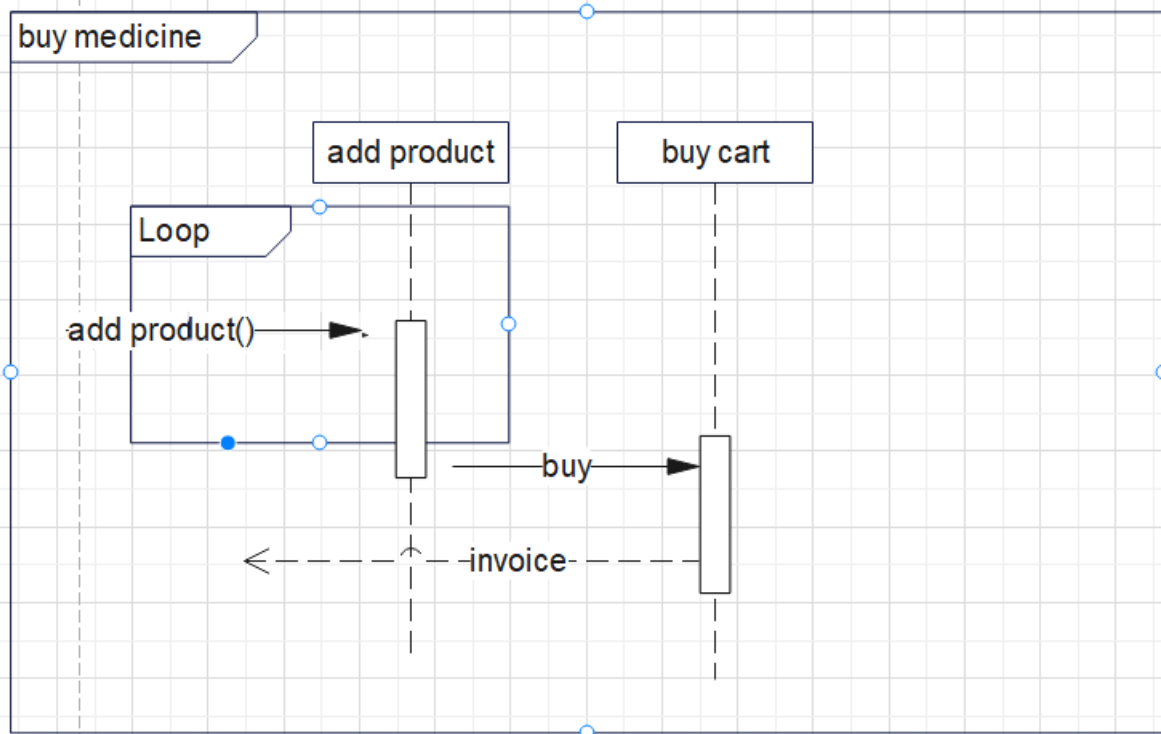 buy medicine
add product
buy cart
Loop
add product()
buy
invoice